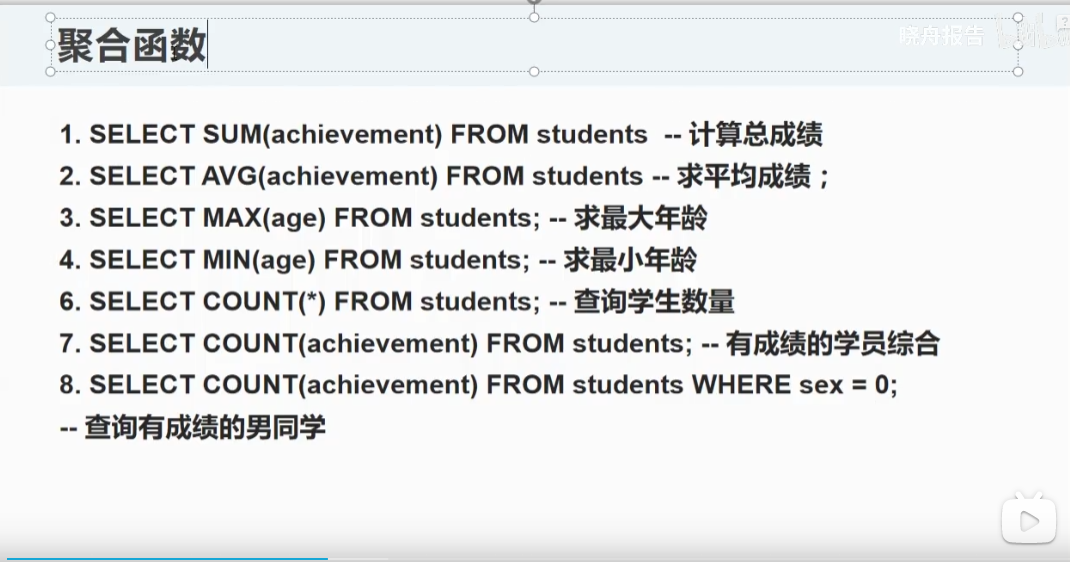 聚合函数
晓舟报告
1. SELECT SUM(achievement) FROM students -- 计算总成绩
2. SELECT AVG(achievement) FROM students -- 求平均成绩；
3. SELECT MAX(age) FROM students; -- 求最大年龄
4. SELECT MIN(age) FROM students; -- 求最小年龄
6. SELECT COUNT(*) FROM students; -- 查询学生数量
7. SELECT COUNT(achievement) FROM students; -- 有成绩的学员综合
8. SELECT COUNT(achievement) FROM students WHERE sex = 0;
-- 查询有成绩的男同学